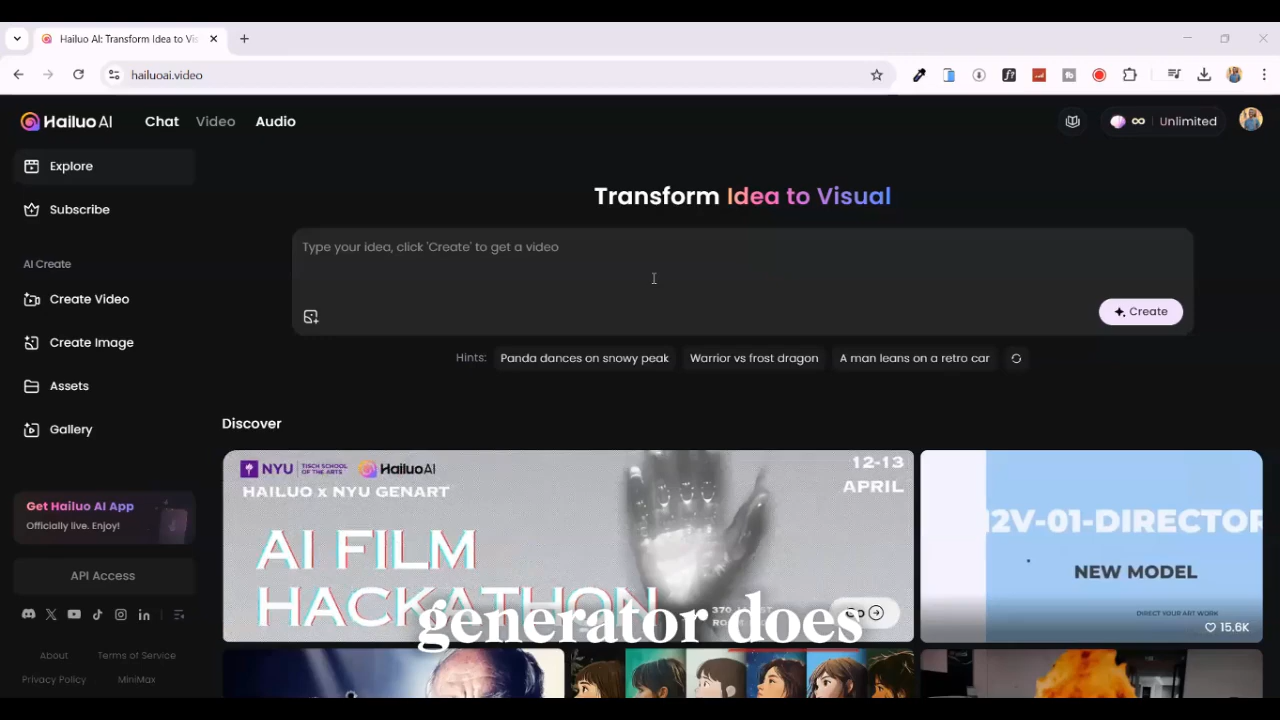 Hailuo AI: Transform Idea to Vis
hailuoai.video
Hailuo AI
Chat
Video
Audio
∞ Unlimited
Explore
Subscribe
AI Create
Create Video
Create Image
Assets
Gallery
Get Hailuo AI App
Officially live. Enjoy!
API Access
About
Terms of Service
Privacy Policy
MiniMax
Transform Idea to Visual
Type your idea, click 'Create' to get a video
Create
Hints:
Panda dances on snowy peak
Warrior vs frost dragon
A man leans on a retro car
Discover
NYU TISCH SCHOOL OF THE ARTS
Hailuo AI
HAILUO x NYU GENART
12-13
APRIL
AI FILM
HACKATHON
12V-01-DIRECTOR
NEW MODEL
DIRECT YOUR ART WORK
15.6K
generator does